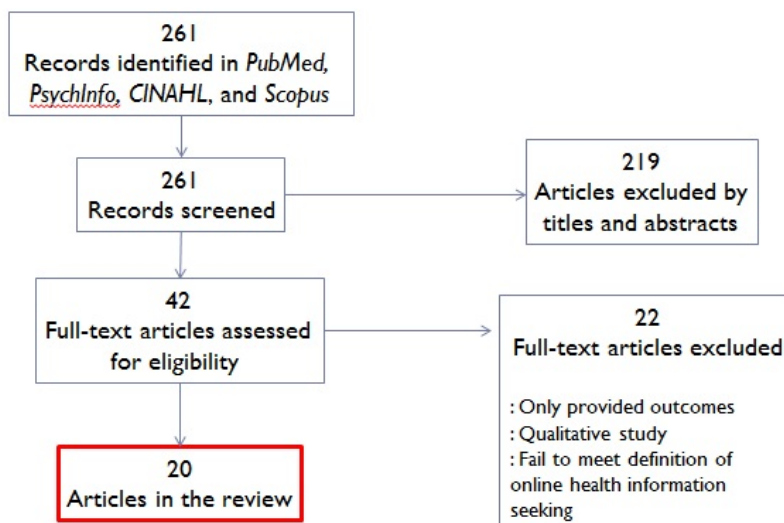 261
Records identified in PubMed,
PsychInfo, CINAHL, and Scopus
261
Records screened
219
Articles excluded by
titles and abstracts
42
Full-text articles assessed
for eligibility
22
Full-text articles excluded
: Only provided outcomes
: Qualitative study
: Fail to meet definition of
online health information
seeking
20
Articles in the review